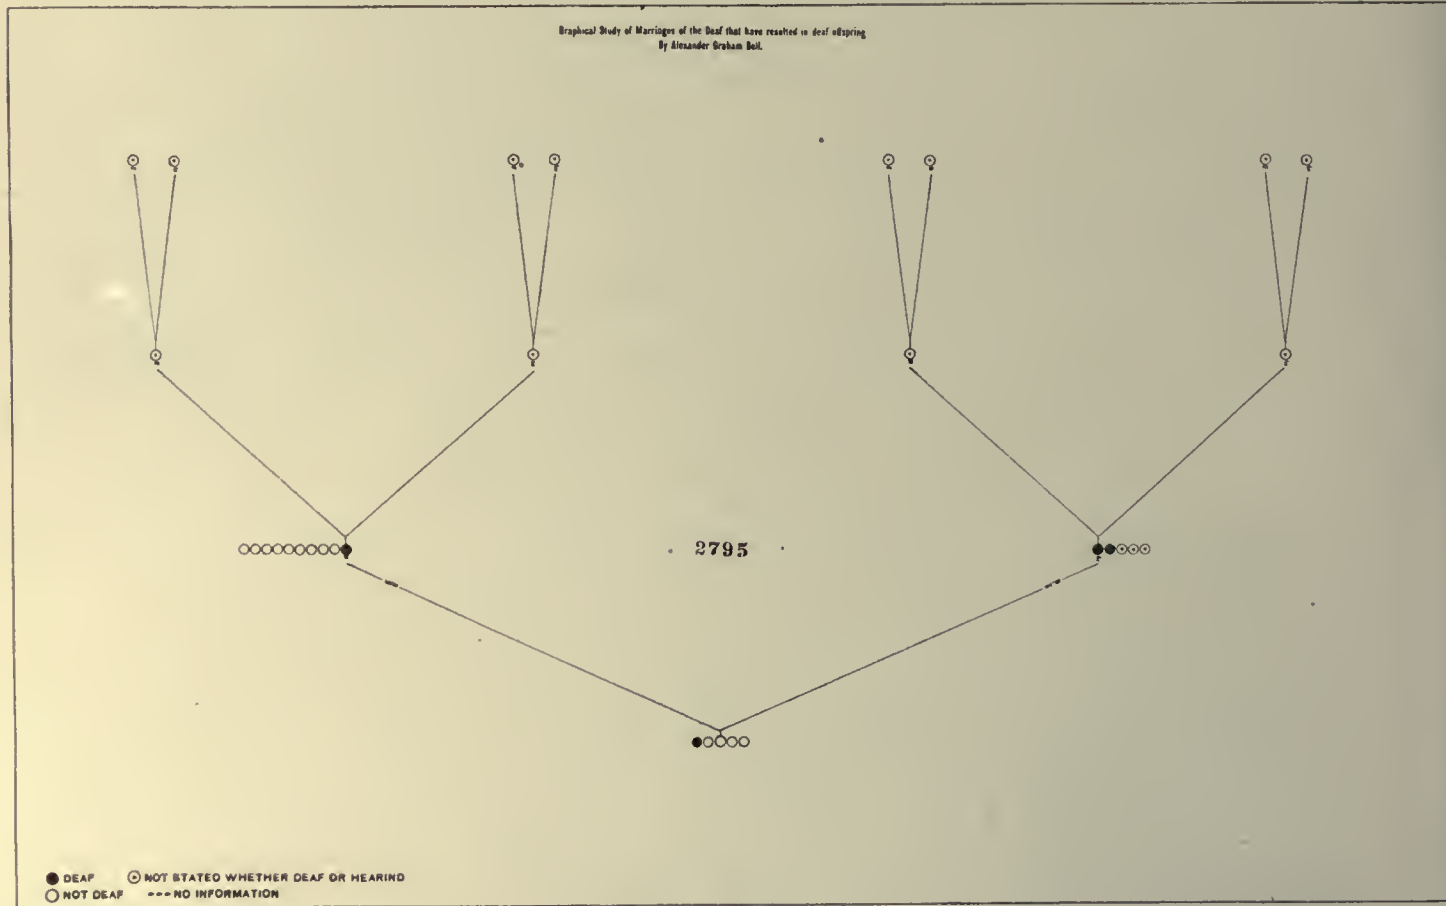 Graphical Study of Marriages of the Deaf that have resulted in deaf offspring
By Alexander Graham Bell.
2795
DEAF NOT STATED WHETHER DEAF OR HEARING
NOT DEAF --- NO INFORMATION